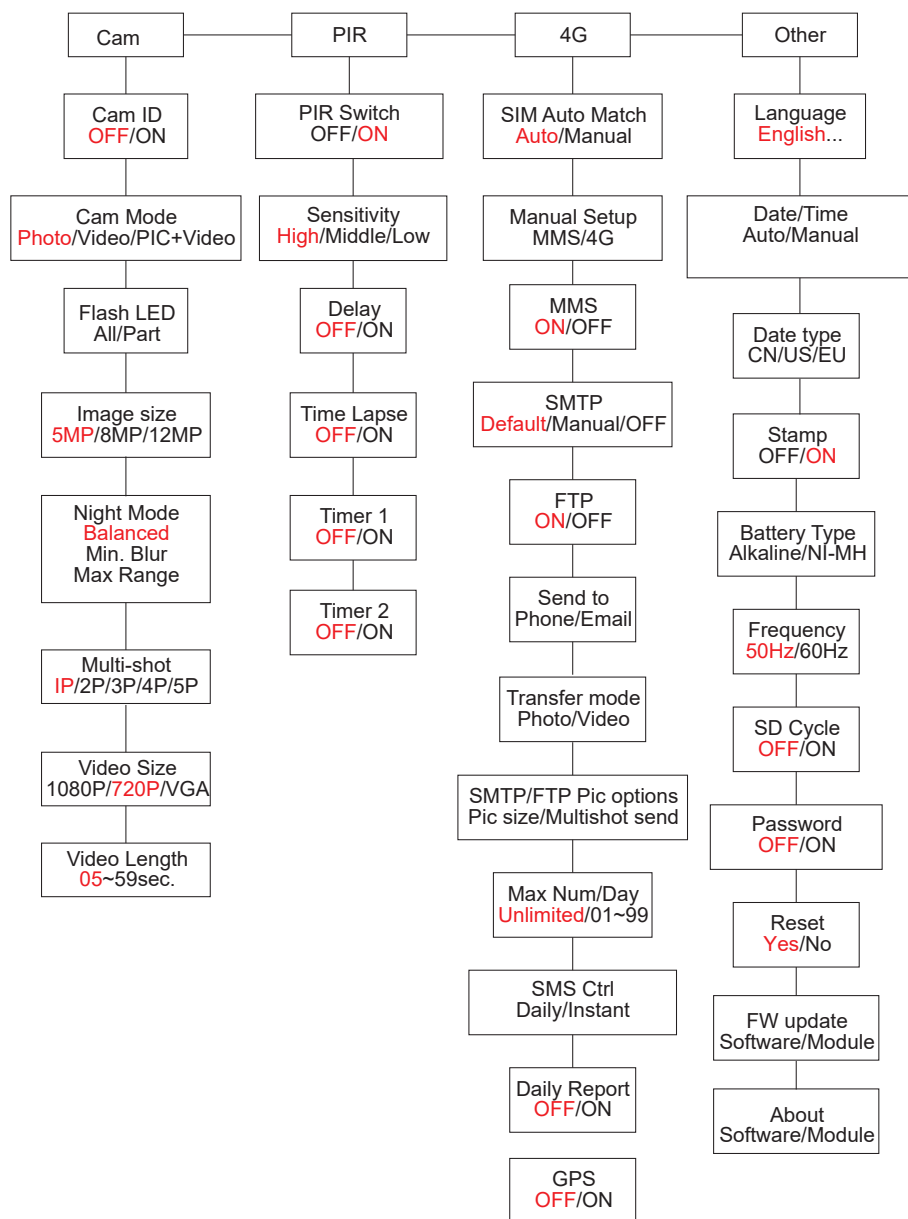 Cam
PIR
4G
Other
Cam ID
OFF/ON
Cam Mode
Photo/Video/PIC+Video
Flash LED
All/Part
Image size
5MP/8MP/12MP
Night Mode
Balanced
Min. Blur
Max Range
Multi-shot
IP/2P/3P/4P/5P
Video Size
1080P/720P/VGA
Video Length
05~59sec.
PIR Switch
OFF/ON
Sensitivity
High/Middle/Low
Delay
OFF/ON
Time Lapse
OFF/ON
Timer 1
OFF/ON
Timer 2
OFF/ON
SIM Auto Match
Auto/Manual
Manual Setup
MMS/4G
MMS
ON/OFF
SMTP
Default/Manual/OFF
FTP
ON/OFF
Send to
Phone/Email
Transfer mode
Photo/Video
SMTP/FTP Pic options
Pic size/Multishot send
Max Num/Day
Unlimited/01~99
SMS Ctrl
Daily/Instant
Daily Report
OFF/ON
GPS
OFF/ON
Language
English...
Date/Time
Auto/Manual
Date type
CN/US/EU
Stamp
OFF/ON
Battery Type
Alkaline/NI-MH
Frequency
50Hz/60Hz
SD Cycle
OFF/ON
Password
OFF/ON
Reset
Yes/No
FW update
Software/Module
About
Software/Module